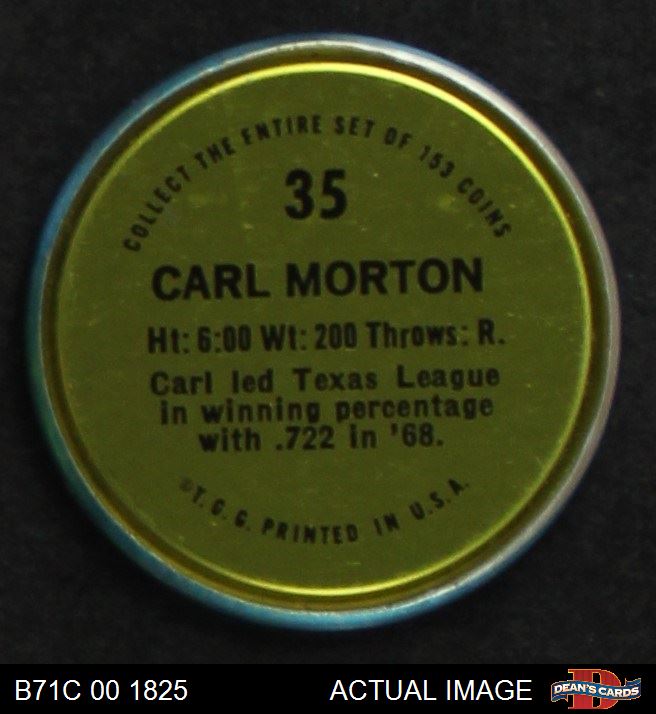 COLLECT THE ENTIRE SET OF 153 COINS
35
CARL MORTON
Ht: 6:00 Wt: 200 Throws: R.
Carl led Texas League
in winning percentage
with .722 in '68.
©T. C. G. PRINTED IN U.S.A.
B71C 00 1825
ACTUAL IMAGE
D
DEAN'S CARDS